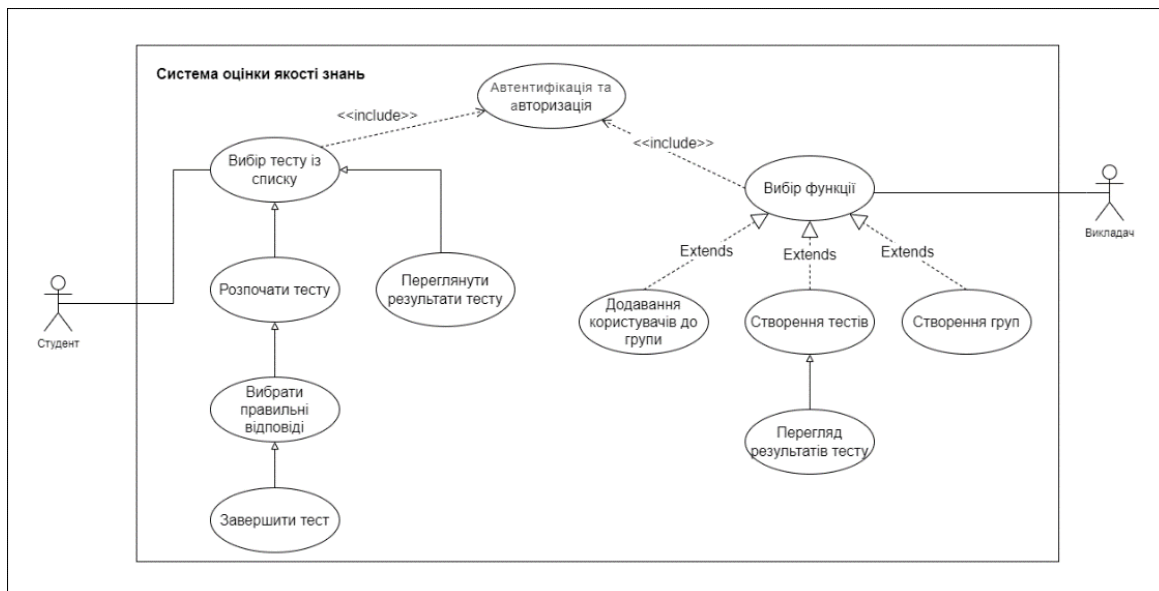 Система оцінки якості знань
Автентифікація та
авторизація
<<include>>
<<include>>
Вибір тесту із
списку
Вибір функції
Викладач
Extends
Extends
Extends
Розпочати тесту
Переглянути
результати тесту
Додавання
користувачів до
групи
Створення тестів
Створення груп
Студент
Вибрати
правильні
відповіді
Перегляд
результатів тесту
Завершити тест